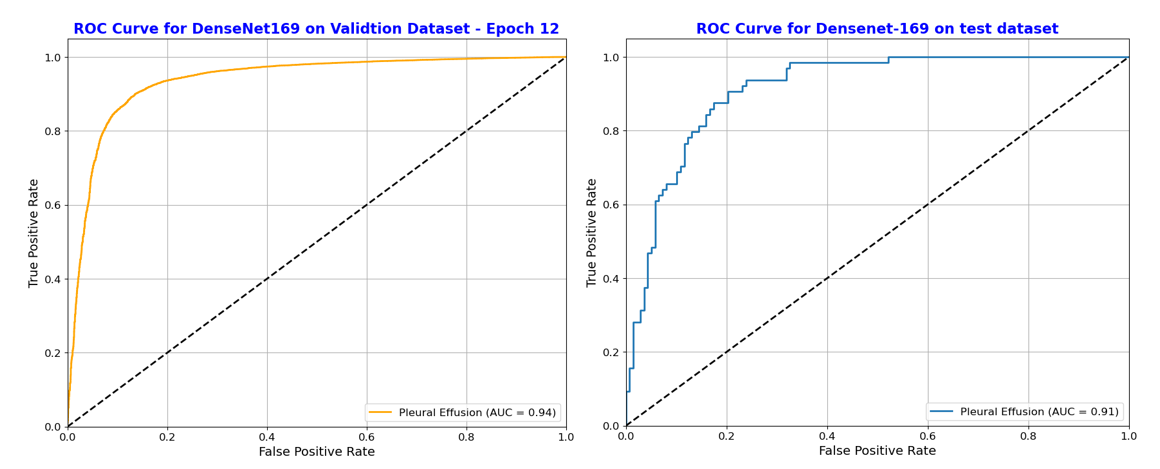 ROC Curve for DenseNet169 on Validtion Dataset - Epoch 12
1.0
0.8
0.6
0.4
0.2
0.0
True Positive Rate
0.0 0.2 0.4 0.6 0.8 1.0
False Positive Rate
Pleural Effusion (AUC = 0.94)
ROC Curve for Densenet-169 on test dataset
1.0
0.8
0.6
0.4
0.2
0.0
True Positive Rate
0.0 0.2 0.4 0.6 0.8 1.0
False Positive Rate
Pleural Effusion (AUC = 0.91)